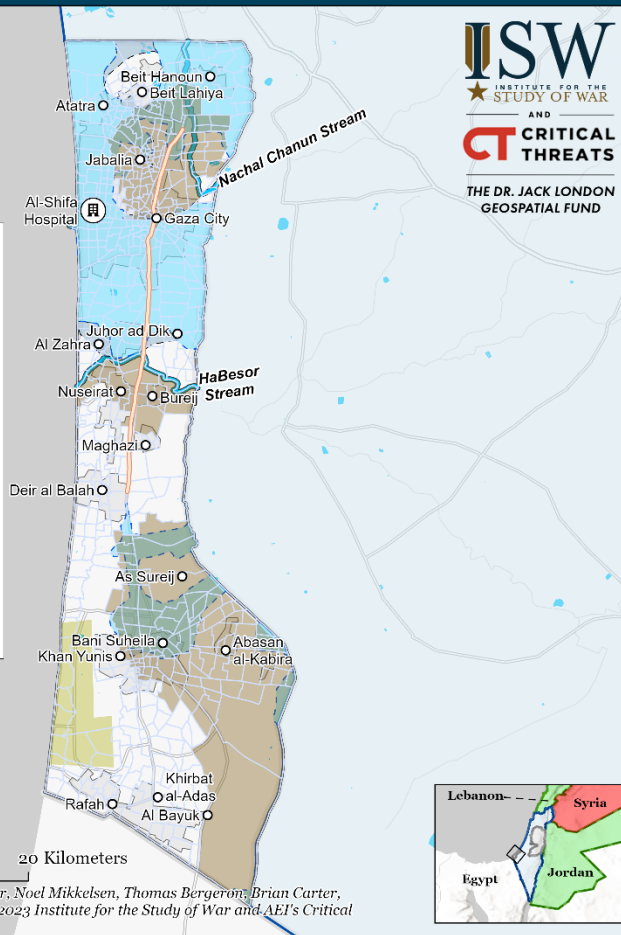 ISW
INSTITUTE FOR THE
STUDY OF WAR
AND
CT CRITICAL
THREATS
THE DR. JACK LONDON
GEOSPATIAL FUND
Beit Hanoun
Beit Lahiya
Atatra
Nachal Chanun Stream
Jabalia
Al-Shifa
Hospital
Gaza City
Juhor ad Dik
Al Zahra
HaBesor
Stream
Nuseirat
Bureij
Maghazi
Deir al Balah
As Sureij
Bani Suheila
Abasan
al-Kabira
Khan Yunis
Khirbat
al-Adas
Rafah
Al Bayuk
Lebanon
Syria
Jordan
Egypt
20 Kilometers
r, Noel Mikkelsen, Thomas Bergeron, Brian Carter,
2023 Institute for the Study of War and AEI's Critical